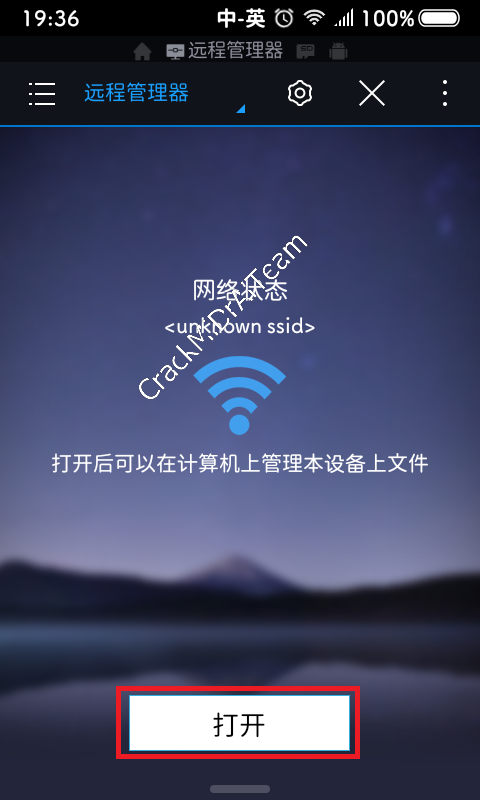 19:36 中-英 100%
远程管理器
远程管理器
网络状态
<unknown ssid>
CrackMiDrAYTeam
打开后可以在计算机上管理本设备上文件
打开